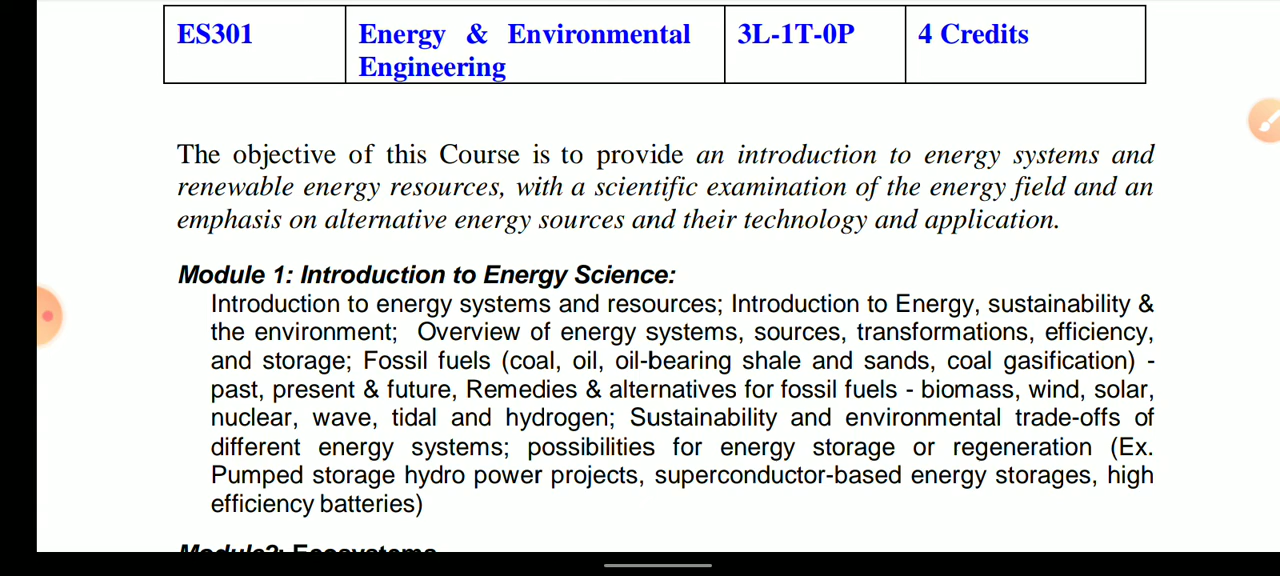 ES301
Energy & Environmental
Engineering
3L-1T-0P
4 Credits
The objective of this Course is to provide an introduction to energy systems and
renewable energy resources, with a scientific examination of the energy field and an
emphasis on alternative energy sources and their technology and application.
Module 1: Introduction to Energy Science:
Introduction to energy systems and resources; Introduction to Energy, sustainability &
the environment; Overview of energy systems, sources, transformations, efficiency,
and storage; Fossil fuels (coal, oil, oil-bearing shale and sands, coal gasification) -
past, present & future, Remedies & alternatives for fossil fuels - biomass, wind, solar,
nuclear, wave, tidal and hydrogen; Sustainability and environmental trade-offs of
different energy systems; possibilities for energy storage or regeneration (Ex.
Pumped storage hydro power projects, superconductor-based energy storages, high
efficiency batteries)
Module2: Ecosystems